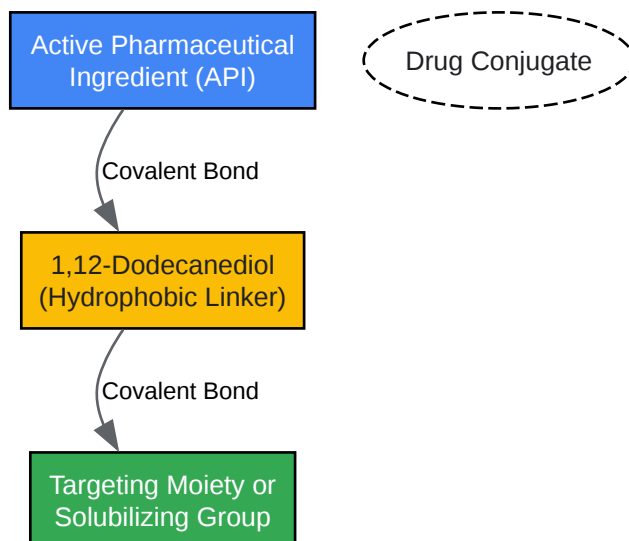 Active Pharmaceutical
Ingredient (API)
Drug Conjugate
Covalent Bond
1,12-Dodecanediol
(Hydrophobic Linker)
Covalent Bond
Targeting Moiety or
Solubilizing Group